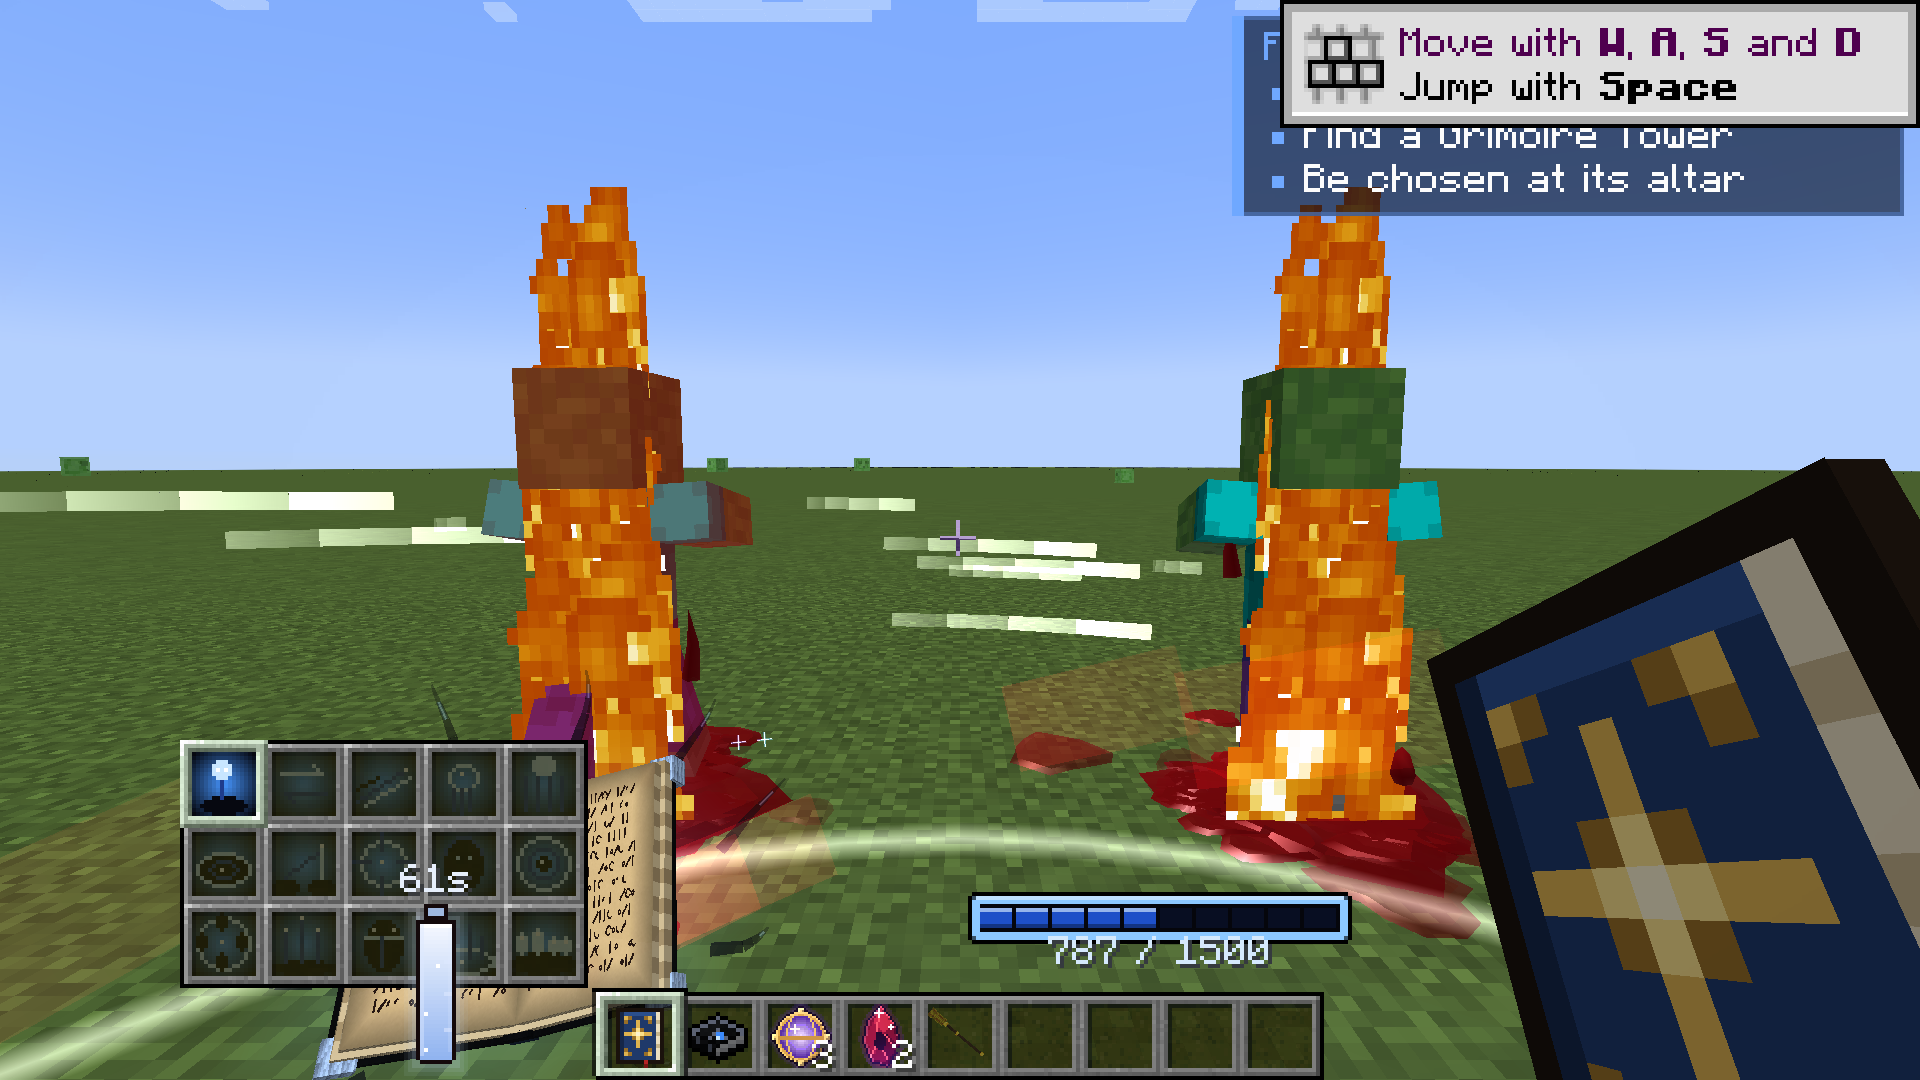 Move with W, A, S and D
Jump with Space
F
Find a Grimoire Tower
Be chosen at its altar
61s
787 / 1500
3
2